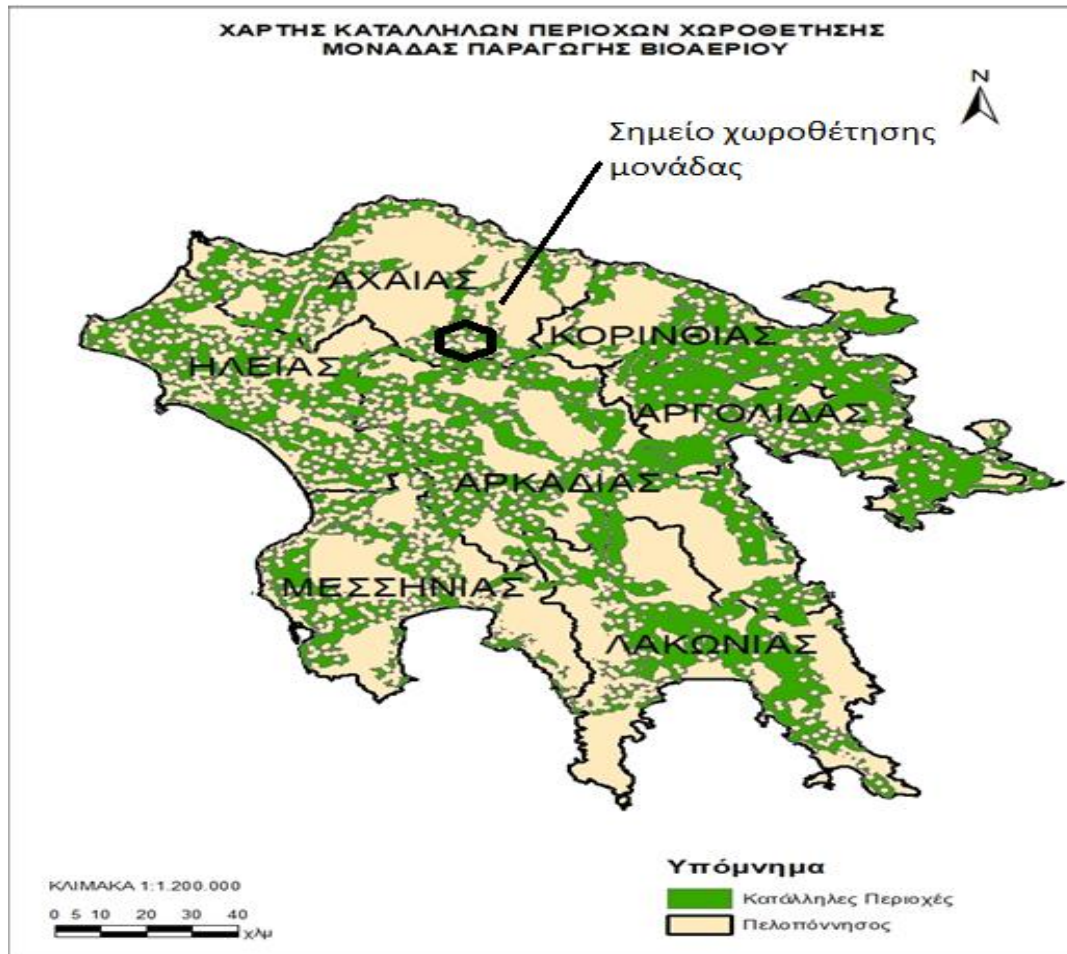 ΧΑΡΤΗΣ ΚΑΤΑΛΛΗΛΩΝ ΠΕΡΙΟΧΩΝ ΧΩΡΟΘΕΤΗΣΗΣ
ΜΟΝΑΔΑΣ ΠΑΡΑΓΩΓΗΣ ΒΙΟΑΕΡΙΟΥ
N
Σημείο χωροθέτησης
μονάδας
ΑΧΑΙΑΣ
ΚΟΡΙΝΘΙΑΣ
ΗΛΕΙΑΣ
ΑΡΓΟΛΙΔΑΣ
ΑΡΚΑΔΙΑΣ
ΜΕΣΣΗΝΙΑΣ
ΛΑΚΩΝΙΑΣ
Υπόμνημα
Κατάλληλες Περιοχές
Πελοπόννησος
ΚΛΙΜΑΚΑ 1:1.200.000
0 5 10 20 30 40
χλμ